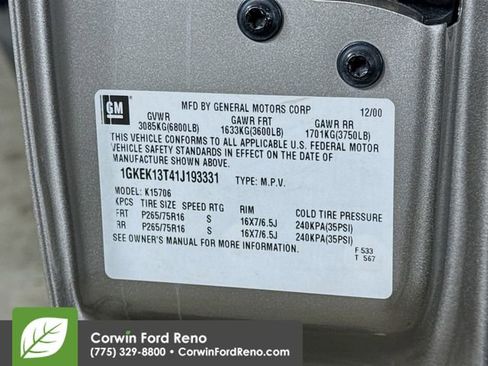 GM
MFD BY GENERAL MOTORS CORP 12/00
GVWR GAWR FRT GAWR RR
3085KG(6800LB) 1633KG(3600LB) 1701KG(3750LB)
THIS VEHICLE CONFORMS TO ALL APPLICABLE U.S. FEDERAL MOTOR
VEHICLE SAFETY STANDARDS IN EFFECT ON THE DATE OF
MANUFACTURE SHOWN ABOVE.
1GKEK13T41J193331 TYPE: M.P.V.
MODEL: K15706
KPCS TIRE SIZE SPEED RTG RIM COLD TIRE PRESSURE
FRT P265/75R16 S 16X7/6.5J 240KPA(35PSI)
RR P265/75R16 S 16X7/6.5J 240KPA(35PSI)
SEE OWNER'S MANUAL FOR MORE INFORMATION.
F 533
T 567
Corwin Ford Reno
(775) 329-8800 • CorwinFordReno.com